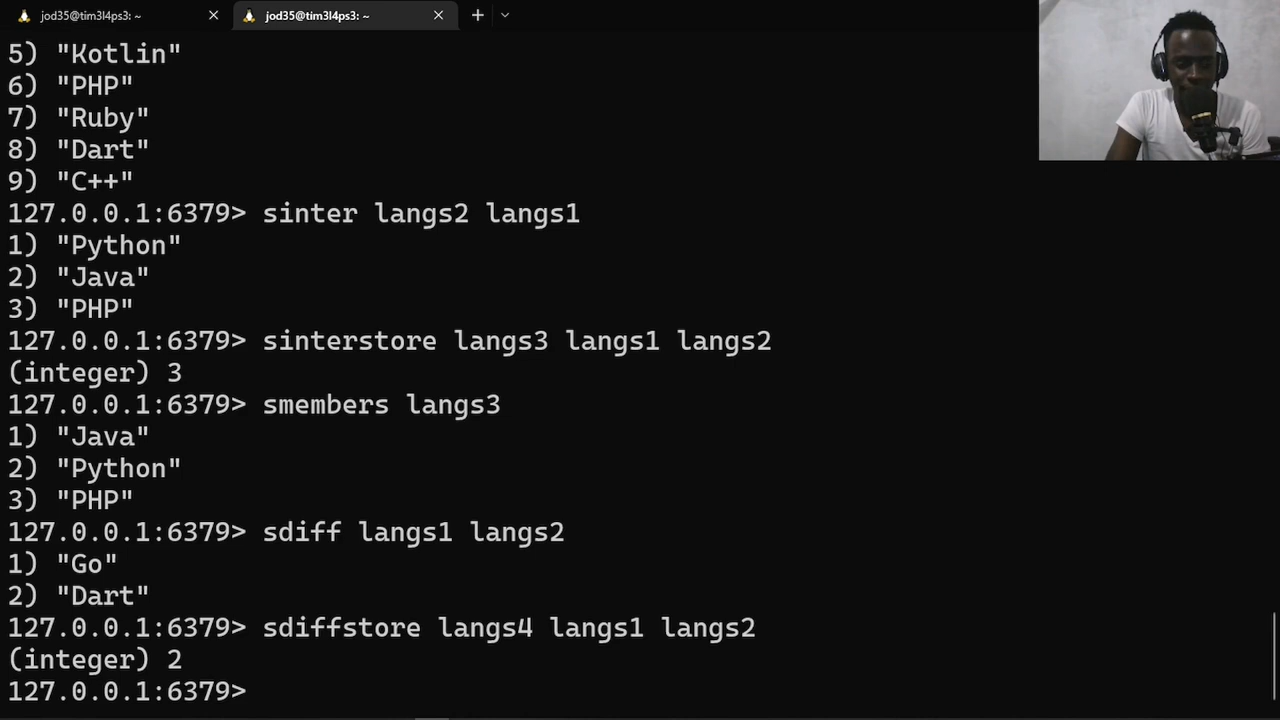 jod35@tim3l4ps3: ~
jod35@tim3l4ps3: ~
5) "Kotlin"
6) "PHP"
7) "Ruby"
8) "Dart"
9) "C++"
127.0.0.1:6379> sinter langs2 langs1
1) "Python"
2) "Java"
3) "PHP"
127.0.0.1:6379> sinterstore langs3 langs1 langs2
(integer) 3
127.0.0.1:6379> smembers langs3
1) "Java"
2) "Python"
3) "PHP"
127.0.0.1:6379> sdiff langs1 langs2
1) "Go"
2) "Dart"
127.0.0.1:6379> sdiffstore langs4 langs1 langs2
(integer) 2
127.0.0.1:6379>